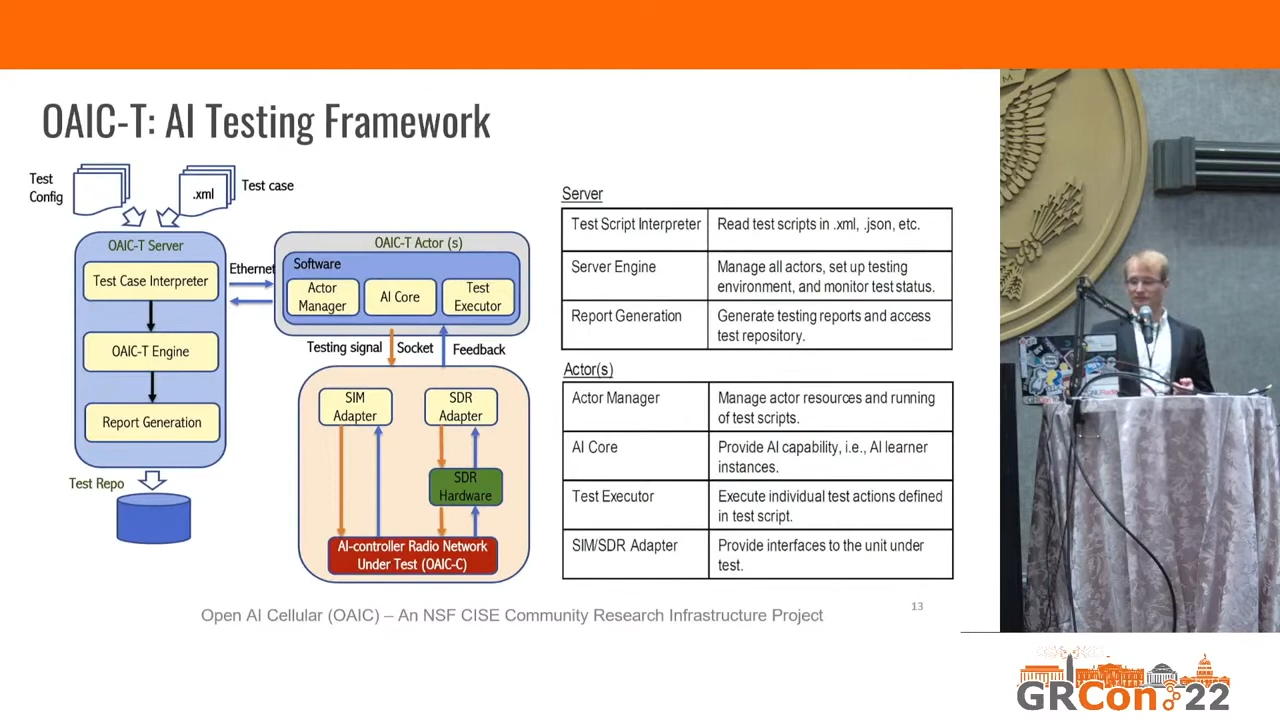 OAIC-T: AI Testing Framework
Test
Config
.xml
Test case
OAIC-T Server
Test Case Interpreter
OAIC-T Engine
Report Generation
Test Repo
Ethernet
OAIC-T Actor (s)
Software
Actor
Manager
AI Core
Test
Executor
Testing signal
Socket
Feedback
SIM
Adapter
SDR
Adapter
SDR
Hardware
AI-controller Radio Network
Under Test (OAIC-C)
Server
Test Script Interpreter
Read test scripts in .xml, .json, etc.
Server Engine
Manage all actors, set up testing
environment, and monitor test status.
Report Generation
Generate testing reports and access
test repository.
Actor(s)
Actor Manager
Manage actor resources and running
of test scripts.
AI Core
Provide AI capability, i.e., AI learner
instances.
Test Executor
Execute individual test actions defined
in test script.
SIM/SDR Adapter
Provide interfaces to the unit under
test.
Open AI Cellular (OAIC) – An NSF CISE Community Research Infrastructure Project
13
GRCon 22